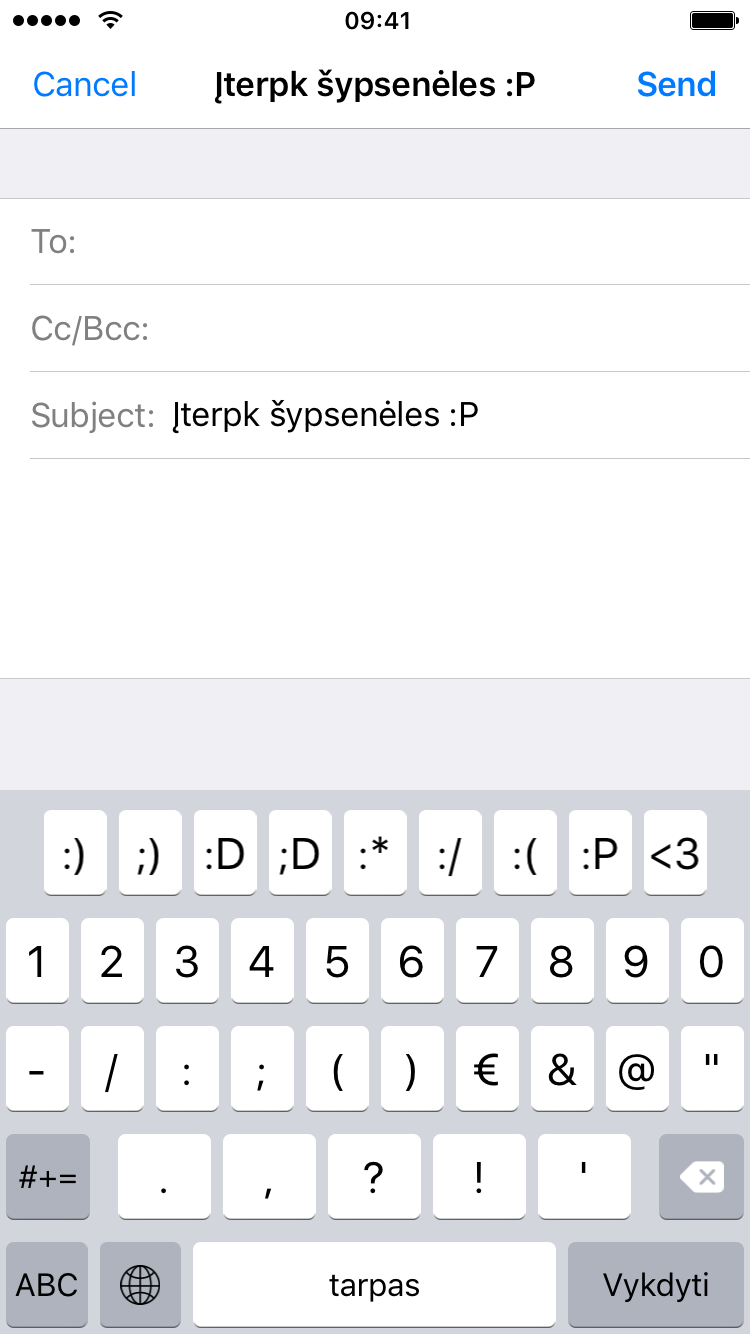 09:41
Cancel Įterpk šypsenėles :P Send
To:
Cc/Bcc:
Subject: Įterpk šypsenėles :P
:) ;) :D ;D :* :/ :( :P <3
1 2 3 4 5 6 7 8 9 0
- / : ; ( ) € & @ "
#+= . , ? ! '
ABC tarpas Vykdyti